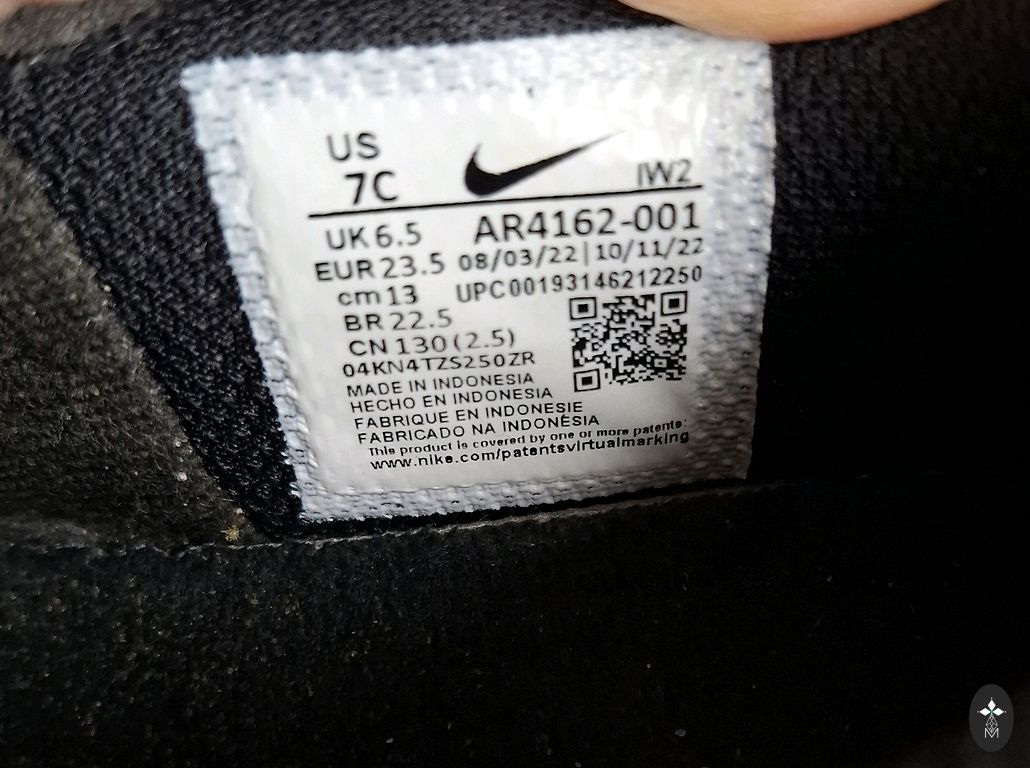 US
7C
IW2
UK 6.5
AR4162-001
EUR 23.5
08/03/22 | 10/11/22
cm 13
UPC00193146212250
BR 22.5
CN 130 (2.5)
04KN4TZS250ZR
MADE IN INDONESIA
HECHO EN INDONESIA
FABRIQUE EN INDONESIE
FABRICADO NA INDONÉSIA
This product is covered by one or more patents:
www.nike.com/patentsvirtualmarking
M